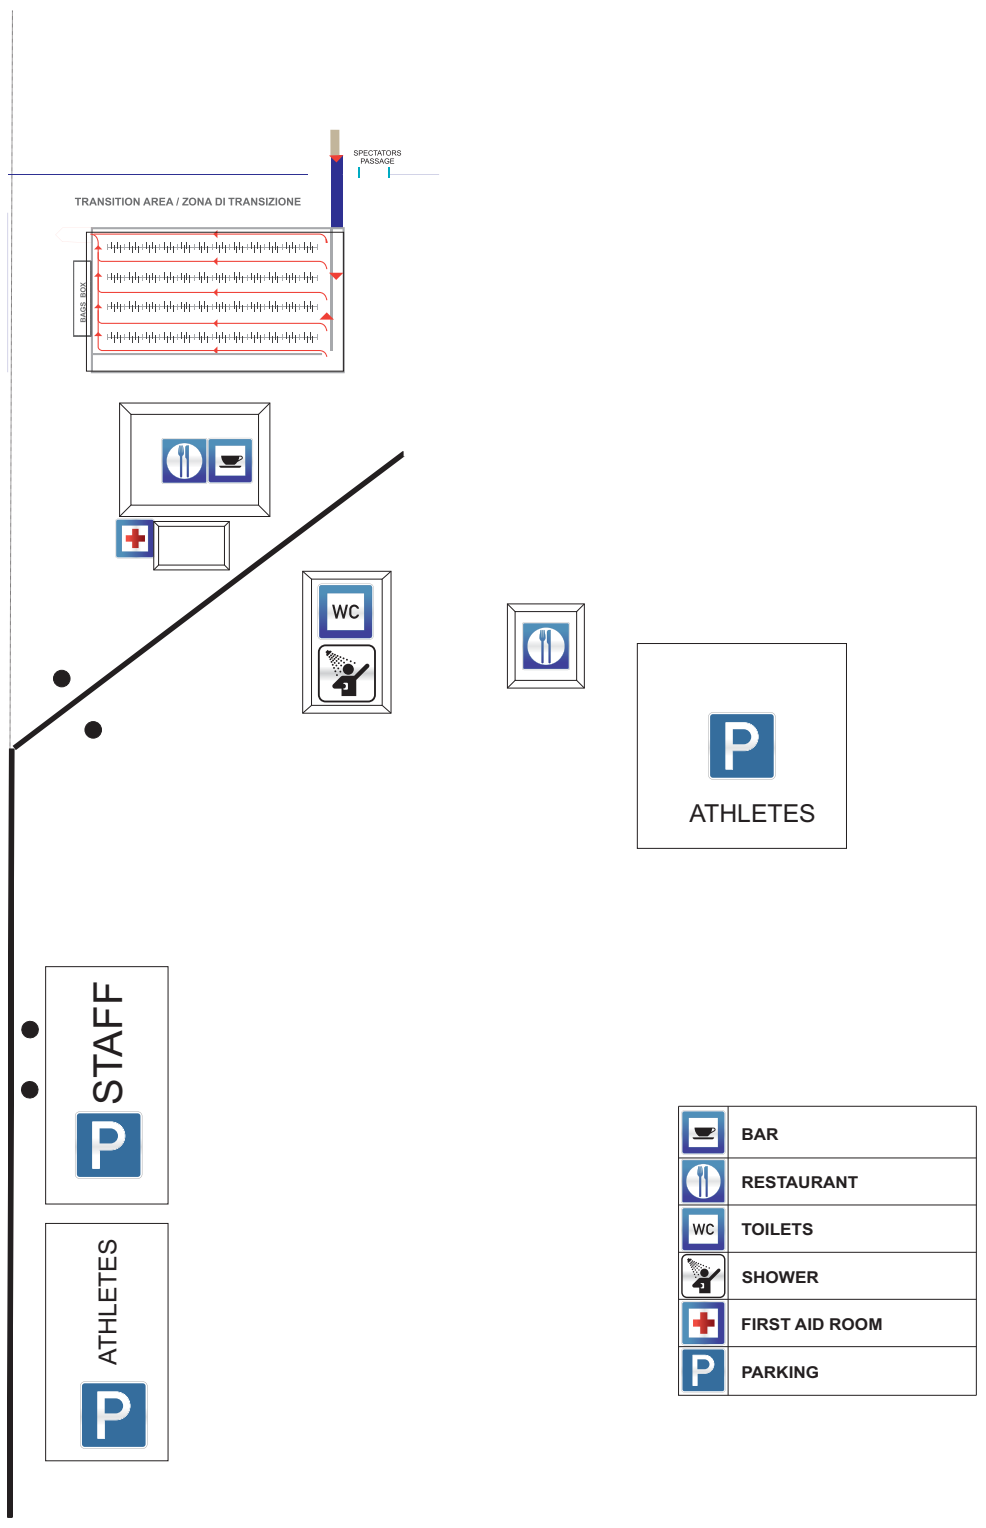 SPECTATORS
PASSAGE
TRANSITION AREA / ZONA DI TRANSIZIONE
BAGS BOX
WC
P
ATHLETES
STAFF
P
ATHLETES
P
BAR
RESTAURANT
WC TOILETS
SHOWER
FIRST AID ROOM
P PARKING